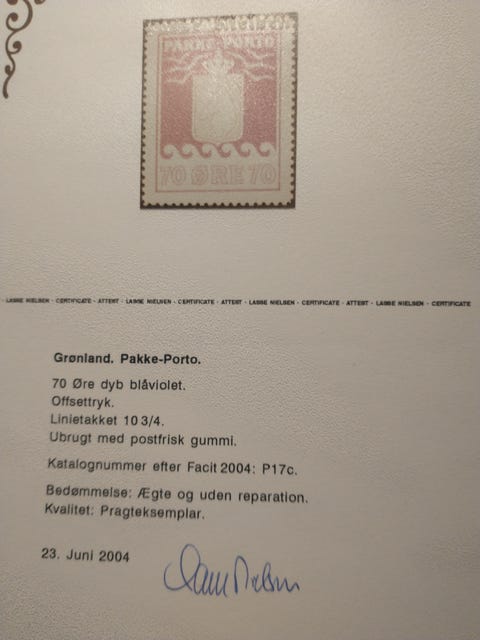 PAKKE-PORTO
70 ØRE 70
- LASSE NIELSEN - CERTIFICATE - ATTEST - LASSE NIELSEN - CERTIFICATE - ATTEST - LASSE NIELSEN - CERTIFICATE - ATTEST - LASSE NIELSEN - CERTIFICATE
Grønland. Pakke-Porto.
70 Øre dyb blåviolet.
Offsettryk.
Linietakket 10 3/4.
Ubrugt med postfrisk gummi.
Katalognummer efter Facit 2004: P17c.
Bedømmelse: Ægte og uden reparation.
Kvalitet: Pragteksemplar.
23. Juni 2004
Lasse Nielsen